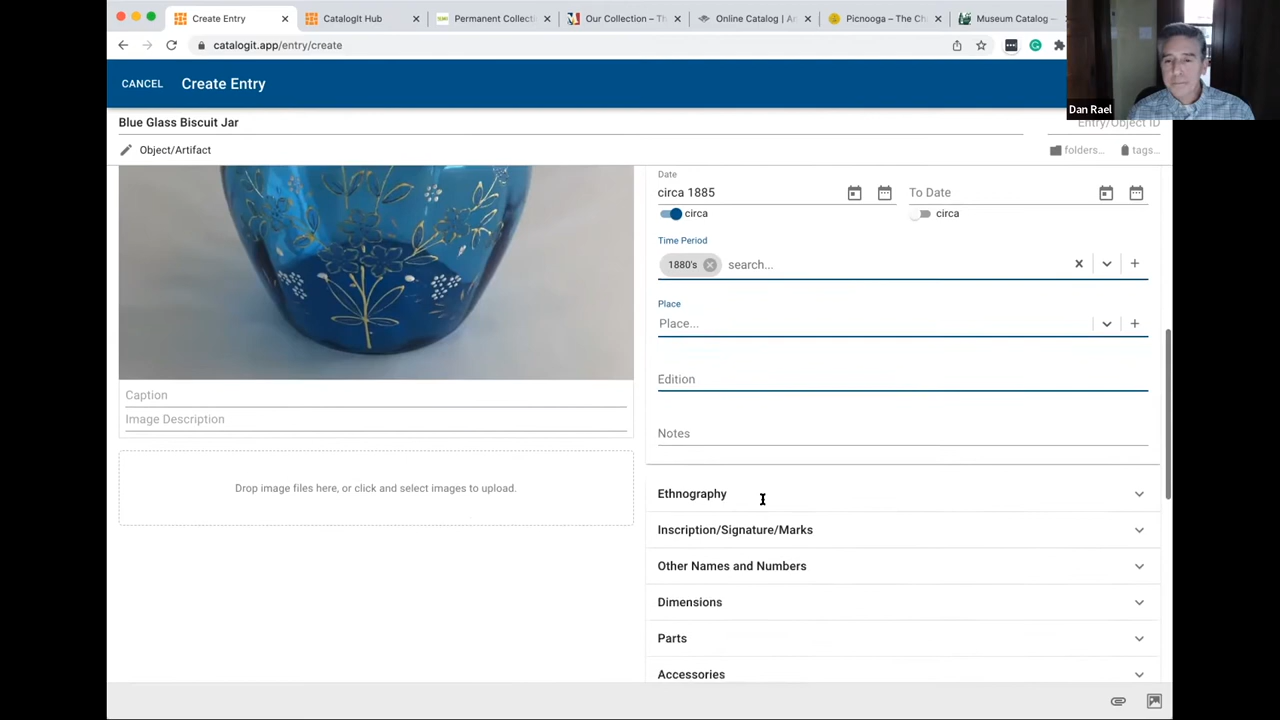 Create Entry
CatalogIt Hub
Permanent Collect
Our Collection – Th
Online Catalog | A
Picnooga – The Ch
Museum Catalog –
catalogit.app/entry/create
Dan Rael
CANCEL Create Entry
Blue Glass Biscuit Jar
Entry/Object ID
Object/Artifact
folders...
tags...
Date
circa 1885
To Date
circa
circa
Time Period
1880's
search...
Place
Place...
Edition
Caption
Image Description
Notes
Drop image files here, or click and select images to upload.
Ethnography
Inscription/Signature/Marks
Other Names and Numbers
Dimensions
Parts
Accessories